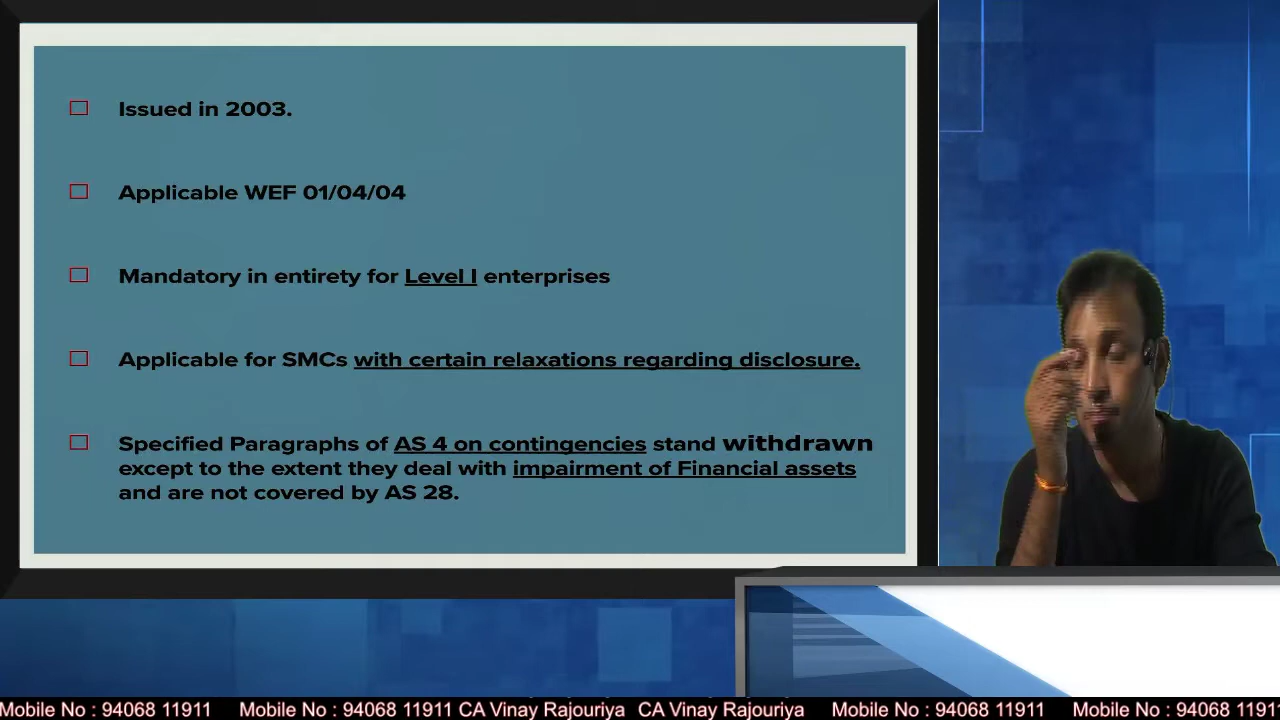 Issued in 2003.
Applicable WEF 01/04/04
Mandatory in entirety for Level I enterprises
Applicable for SMCs with certain relaxations regarding disclosure.
Specified Paragraphs of AS 4 on contingencies stand withdrawn
except to the extent they deal with impairment of Financial assets
and are not covered by AS 28.
Mobile No : 94068 11911 Mobile No : 94068 11911 CA Vinay Rajouriya CA Vinay Rajouriya Mobile No : 94068 11911 Mobile No : 94068 1191